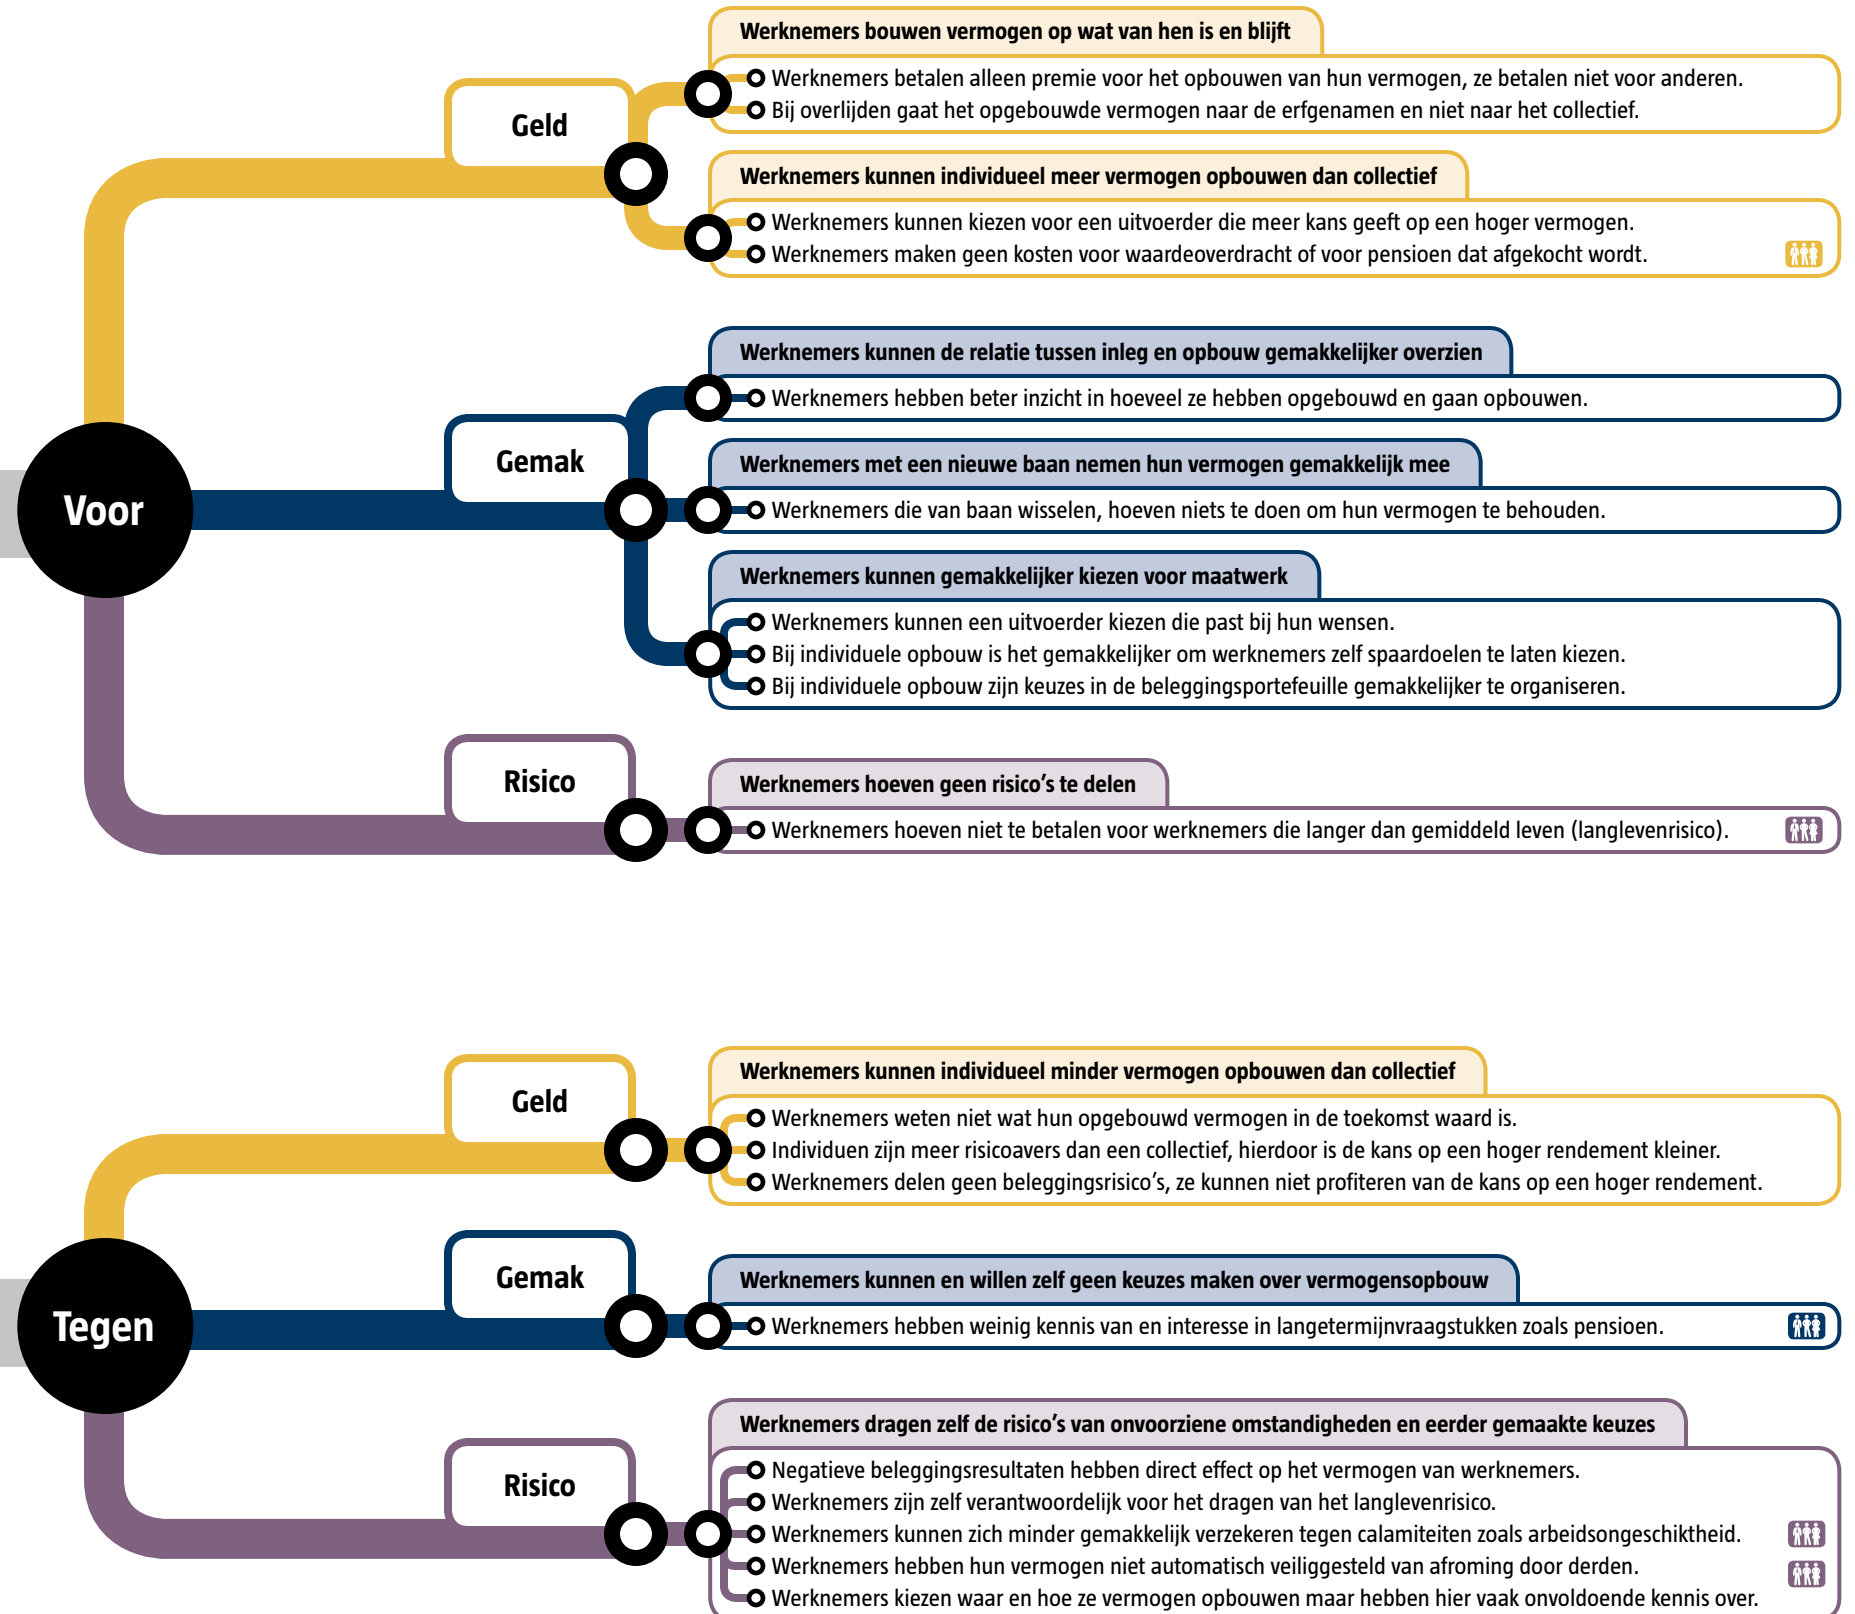 Voor
Geld
Werknemers bouwen vermogen op wat van hen is en blijft
Werknemers betalen alleen premie voor het opbouwen van hun vermogen, ze betalen niet voor anderen.
Bij overlijden gaat het opgebouwde vermogen naar de erfgenamen en niet naar het collectief.
Werknemers kunnen individueel meer vermogen opbouwen dan collectief
Werknemers kunnen kiezen voor een uitvoerder die meer kans geeft op een hoger vermogen.
Werknemers maken geen kosten voor waardeoverdracht of voor pensioen dat afgekocht wordt.
Gemak
Werknemers kunnen de relatie tussen inleg en opbouw gemakkelijker overzien
Werknemers hebben beter inzicht in hoeveel ze hebben opgebouwd en gaan opbouwen.
Werknemers met een nieuwe baan nemen hun vermogen gemakkelijk mee
Werknemers die van baan wisselen, hoeven niets te doen om hun vermogen te behouden.
Werknemers kunnen gemakkelijker kiezen voor maatwerk
Werknemers kunnen een uitvoerder kiezen die past bij hun wensen.
Bij individuele opbouw is het gemakkelijker om werknemers zelf spaardoelen te laten kiezen.
Bij individuele opbouw zijn keuzes in de beleggingsportefeuille gemakkelijker te organiseren.
Risico
Werknemers hoeven geen risico's te delen
Werknemers hoeven niet te betalen voor werknemers die langer dan gemiddeld leven (langlevenrisico).
Tegen
Geld
Werknemers kunnen individueel minder vermogen opbouwen dan collectief
Werknemers weten niet wat hun opgebouwd vermogen in de toekomst waard is.
Individuen zijn meer risicoavers dan een collectief, hierdoor is de kans op een hoger rendement kleiner.
Werknemers delen geen beleggingsrisico's, ze kunnen niet profiteren van de kans op een hoger rendement.
Gemak
Werknemers kunnen en willen zelf geen keuzes maken over vermogensopbouw
Werknemers hebben weinig kennis van en interesse in langetermijnvraagstukken zoals pensioen.
Risico
Werknemers dragen zelf de risico's van onvoorziene omstandigheden en eerder gemaakte keuzes
Negatieve beleggingsresultaten hebben direct effect op het vermogen van werknemers.
Werknemers zijn zelf verantwoordelijk voor het dragen van het langlevenrisico.
Werknemers kunnen zich minder gemakkelijk verzekeren tegen calamiteiten zoals arbeidsongeschiktheid.
Werknemers hebben hun vermogen niet automatisch veiliggesteld van afroming door derden.
Werknemers kiezen waar en hoe ze vermogen opbouwen maar hebben hier vaak onvoldoende kennis over.